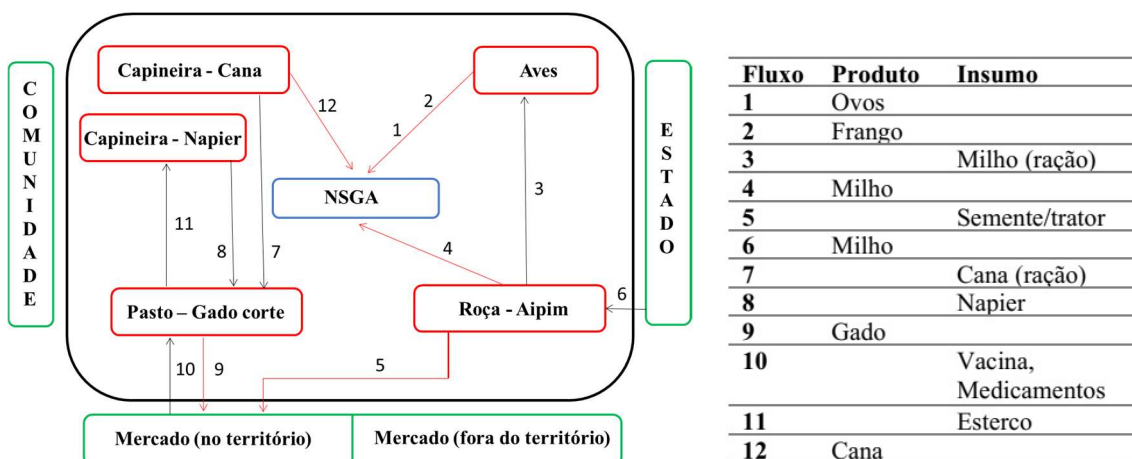 COMUNIDADE
Capineira - Cana
Aves
12
2
1
Capineira - Napier
NSGA
3
11
8
7
4
Pasto – Gado corte
Roça - Aipim
6
10
9
5
Mercado (no território)
Mercado (fora do território)
ESTADO
Fluxo Produto Insumo
1 Ovos
2 Frango
3 Milho (ração)
4 Milho
5 Semente/trator
6 Milho
7 Cana (ração)
8 Napier
9 Gado
10 Vacina,
Medicamentos
11 Esterco
12 Cana